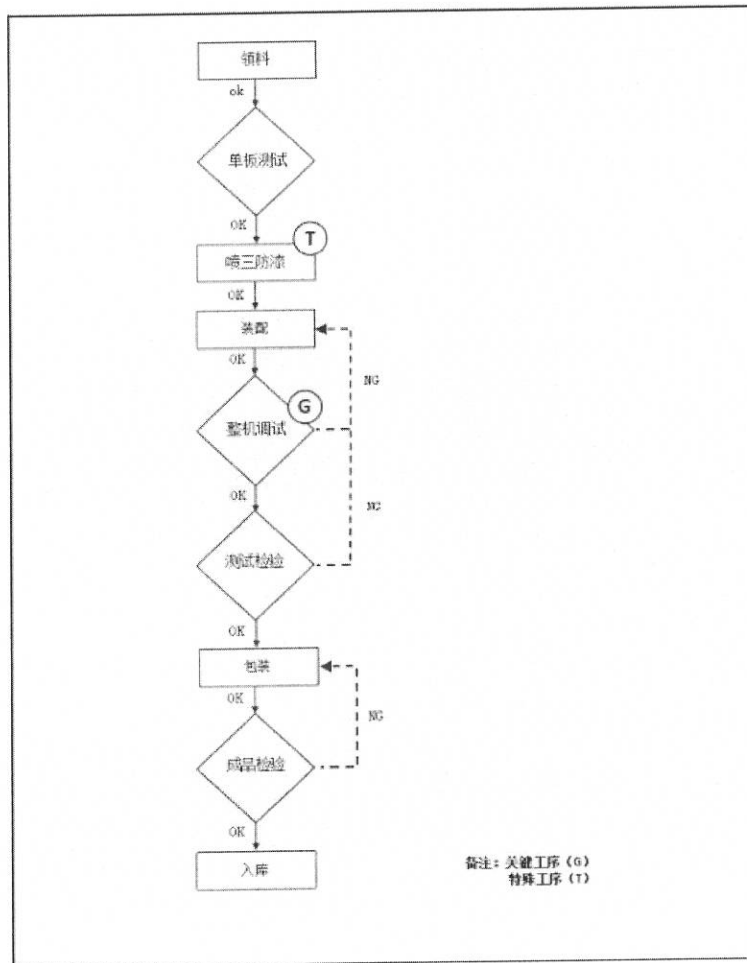 领料
ok
单板测试
OK
T
喷三防漆
OK
装配
OK
NG
G
整机调试
OK
NG
测试检验
OK
包装
OK
NG
成品检验
OK
入库
备注：关键工序（G）
特殊工序（T）